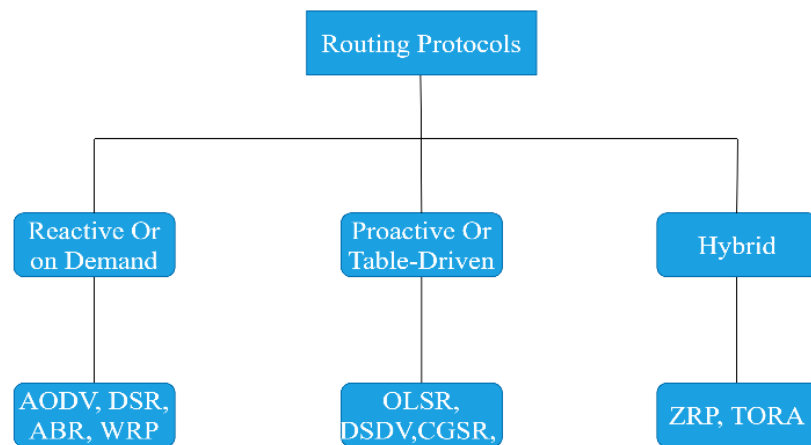 Routing Protocols
Reactive Or
on Demand
Proactive Or
Table-Driven
Hybrid
AODV, DSR,
ABR, WRP
OLSR,
DSDV,CGSR,
ZRP, TORA